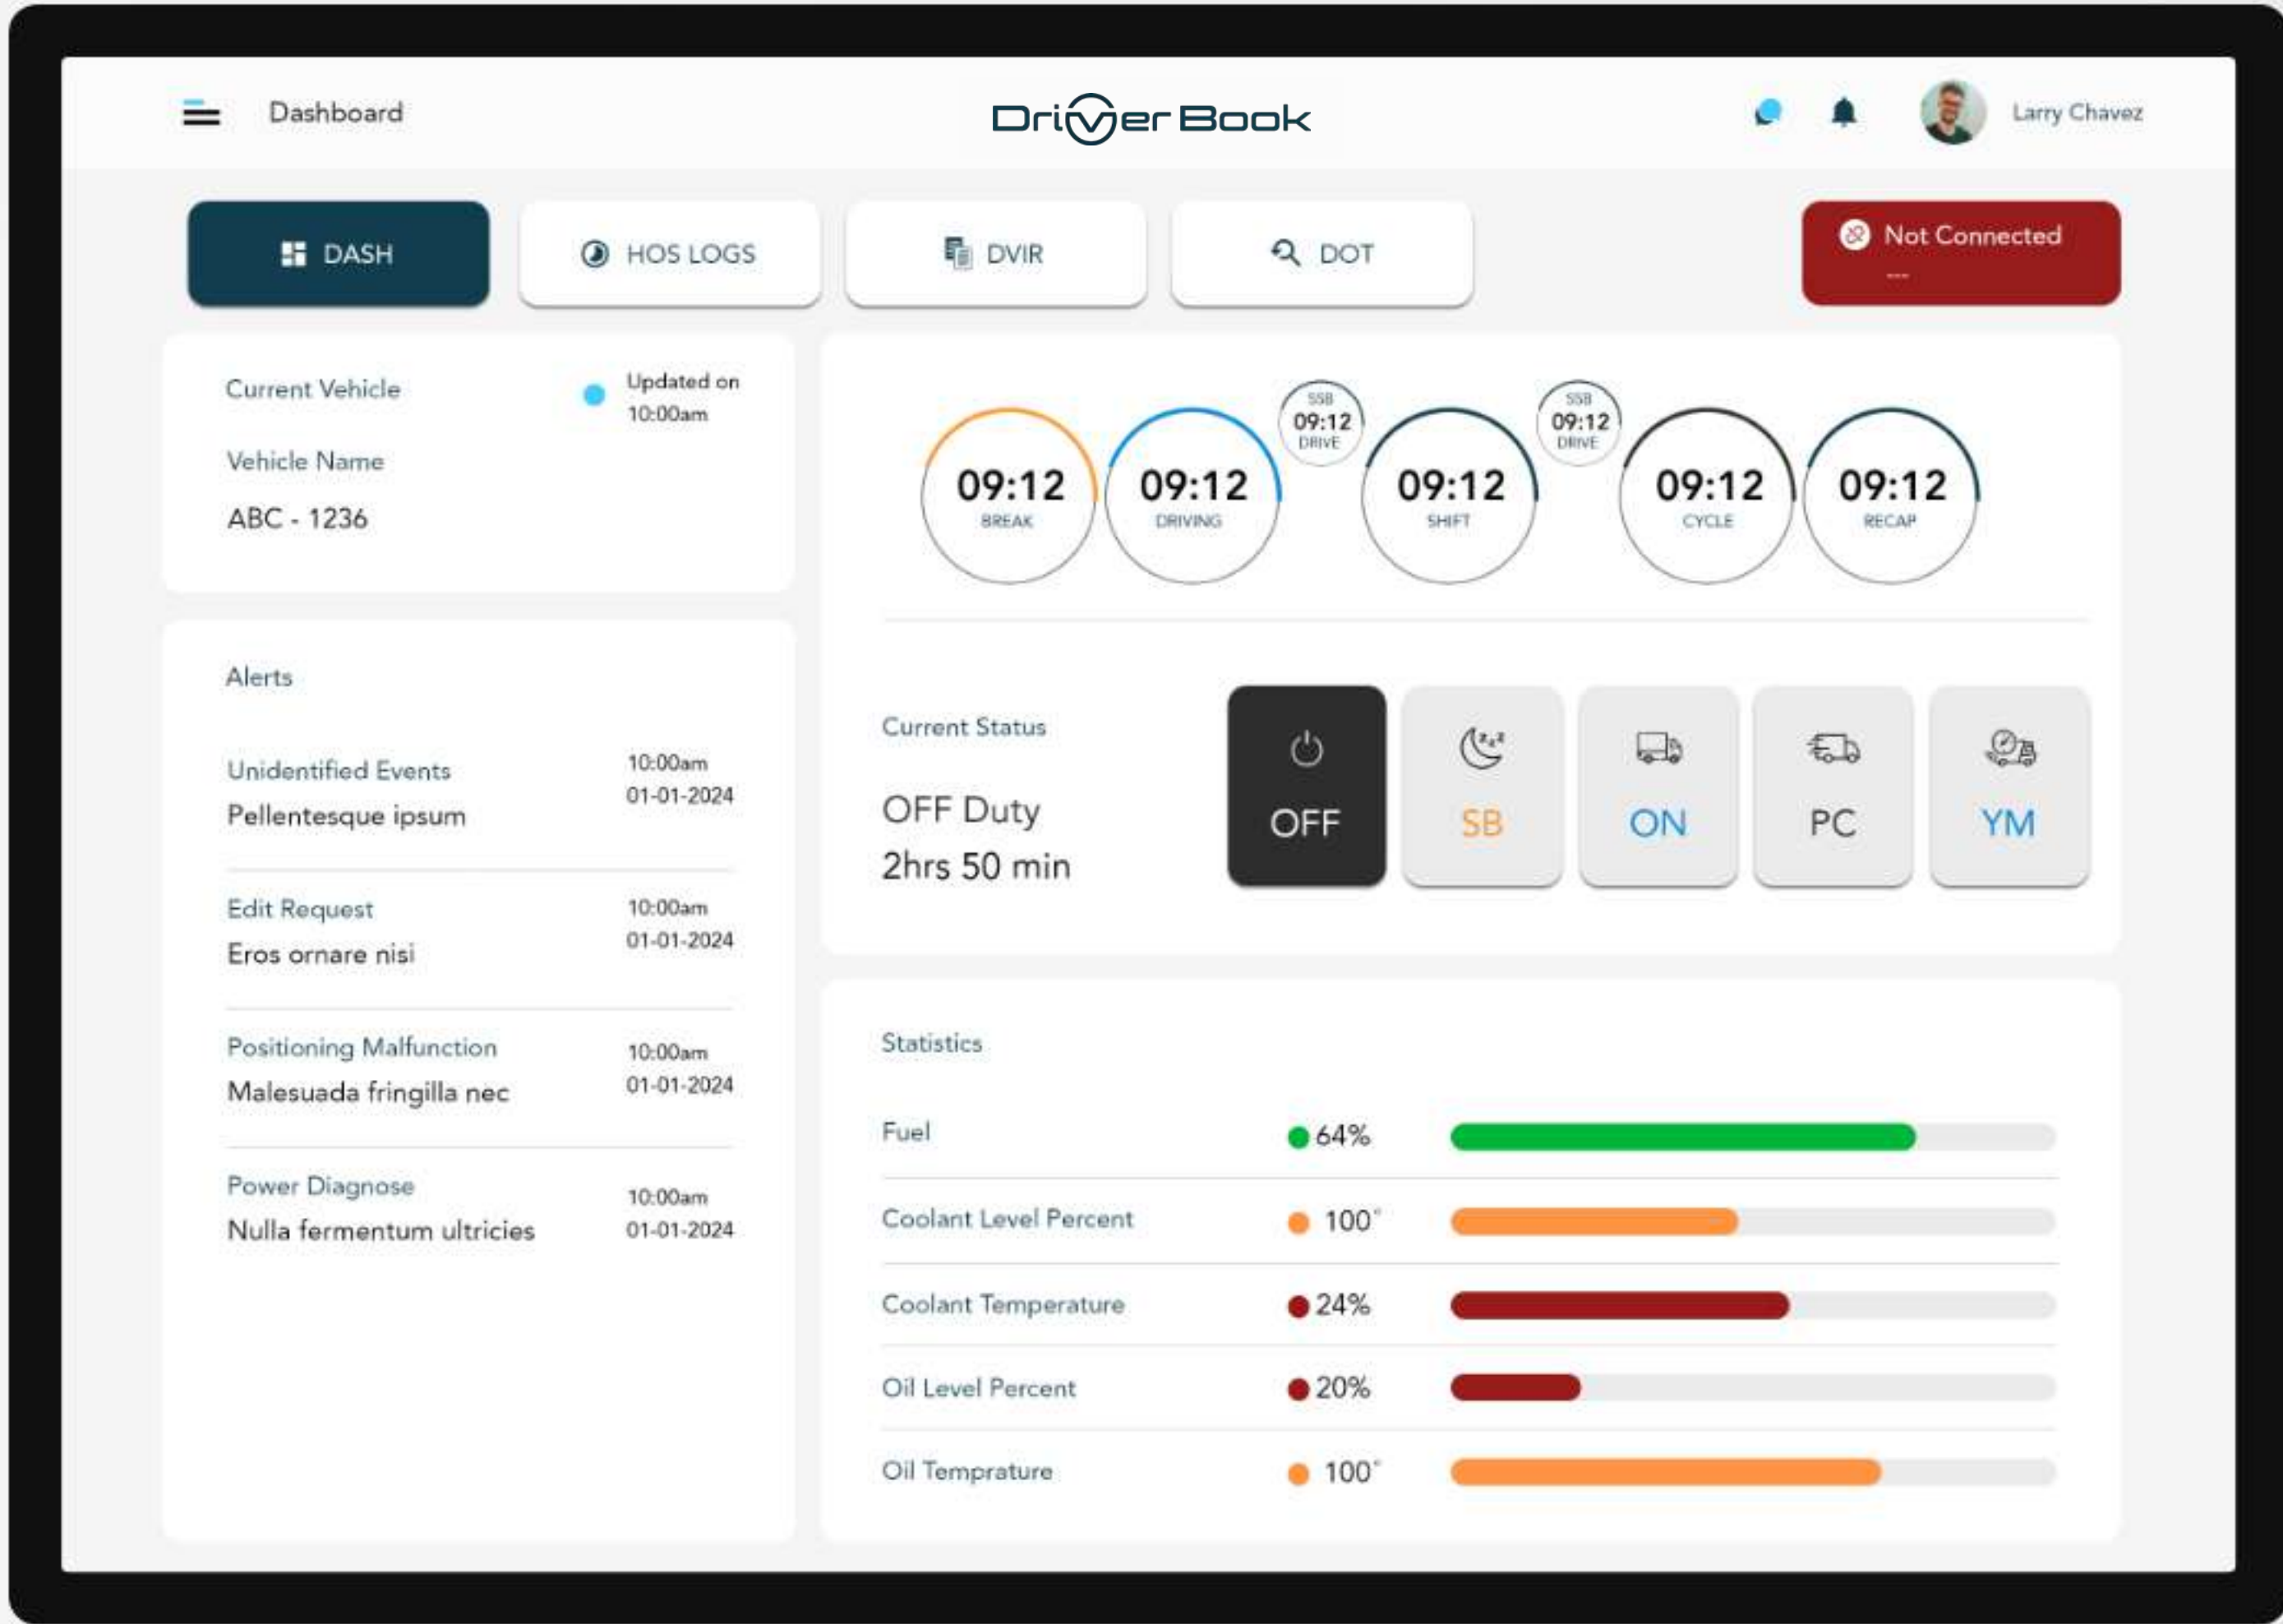 Dashboard
Driver Book
Larry Chavez
DASH
HOS LOGS
DVIR
DOT
Not Connected
---
Current Vehicle
Updated on
10:00am
Vehicle Name
ABC - 1236
09:12
BREAK
09:12
DRIVING
SSB
09:12
DRIVE
09:12
SHIFT
SSB
09:12
DRIVE
09:12
CYCLE
09:12
RECAP
Alerts
Unidentified Events
Pellentesque ipsum
10:00am
01-01-2024
Edit Request
Eros ornare nisi
10:00am
01-01-2024
Positioning Malfunction
Malesuada fringilla nec
10:00am
01-01-2024
Power Diagnose
Nulla fermentum ultricies
10:00am
01-01-2024
Current Status
OFF Duty
2hrs 50 min
OFF
SB
ON
PC
YM
Statistics
Fuel
64%
Coolant Level Percent
100°
Coolant Temperature
24%
Oil Level Percent
20%
Oil Temprature
100°